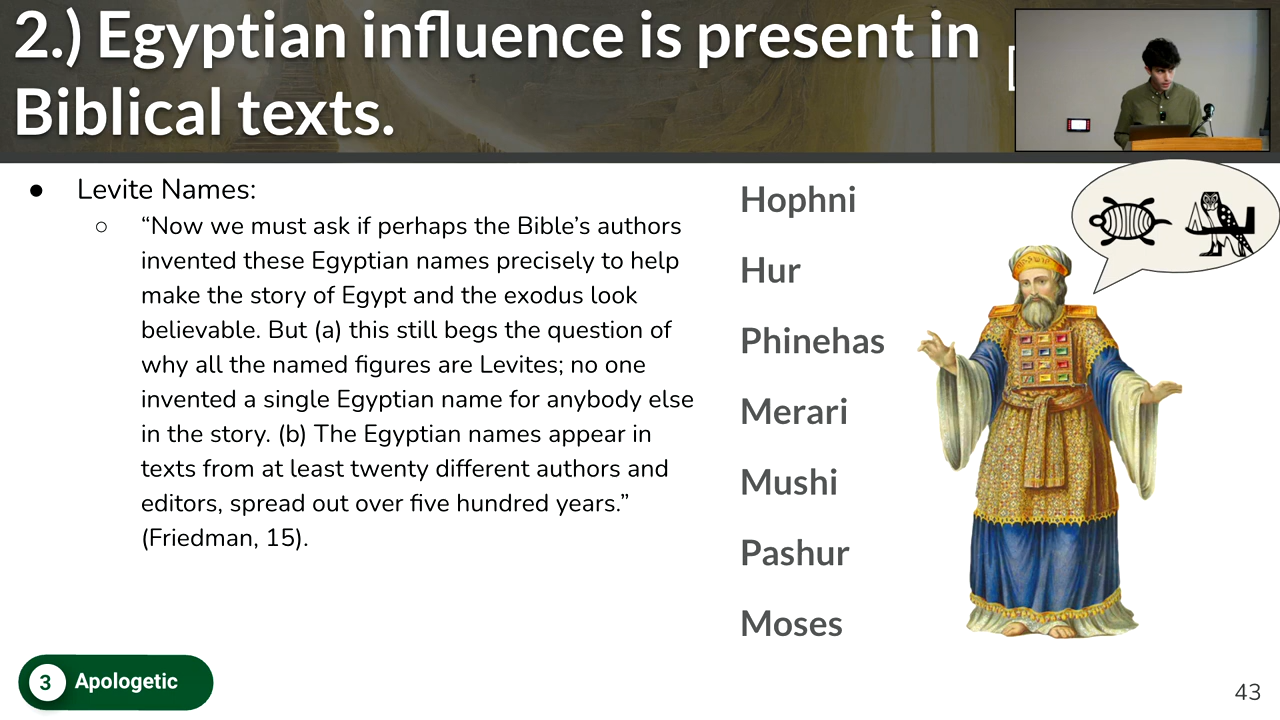 2.) Egyptian influence is present in
Biblical texts.
● Levite Names:
○ “Now we must ask if perhaps the Bible’s authors
invented these Egyptian names precisely to help
make the story of Egypt and the exodus look
believable. But (a) this still begs the question of
why all the named figures are Levites; no one
invented a single Egyptian name for anybody else
in the story. (b) The Egyptian names appear in
texts from at least twenty different authors and
editors, spread out over five hundred years.”
(Friedman, 15).
Hophni
Hur
Phinehas
Merari
Mushi
Pashur
Moses
3 Apologetic
43